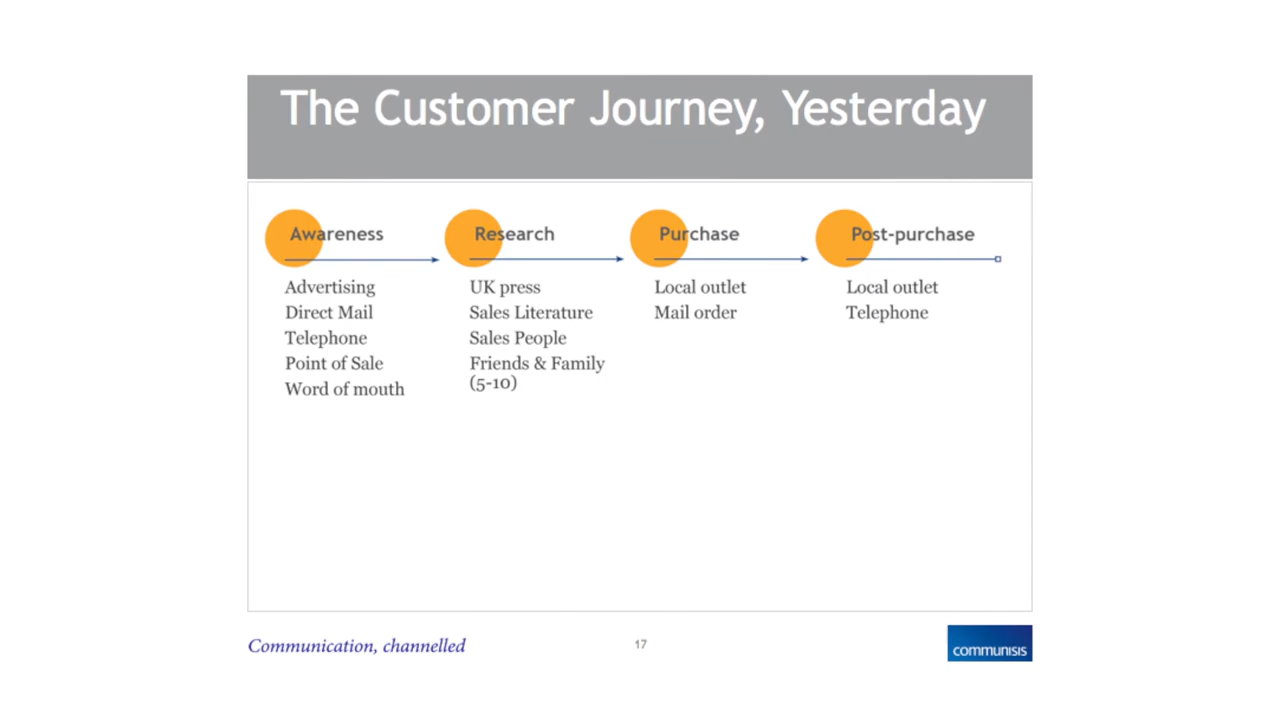 The Customer Journey, Yesterday
Awareness
Advertising
Direct Mail
Telephone
Point of Sale
Word of mouth
Research
UK press
Sales Literature
Sales People
Friends & Family
(5-10)
Purchase
Local outlet
Mail order
Post-purchase
Local outlet
Telephone
Communication, channelled
17
communisis